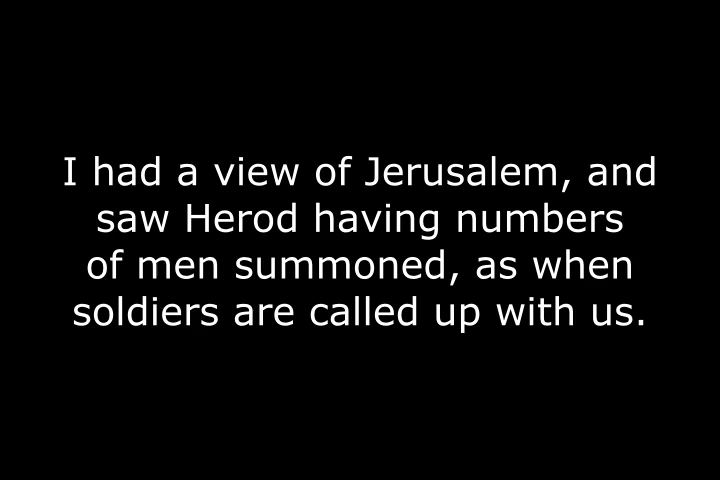 I had a view of Jerusalem, and
saw Herod having numbers
of men summoned, as when
soldiers are called up with us.